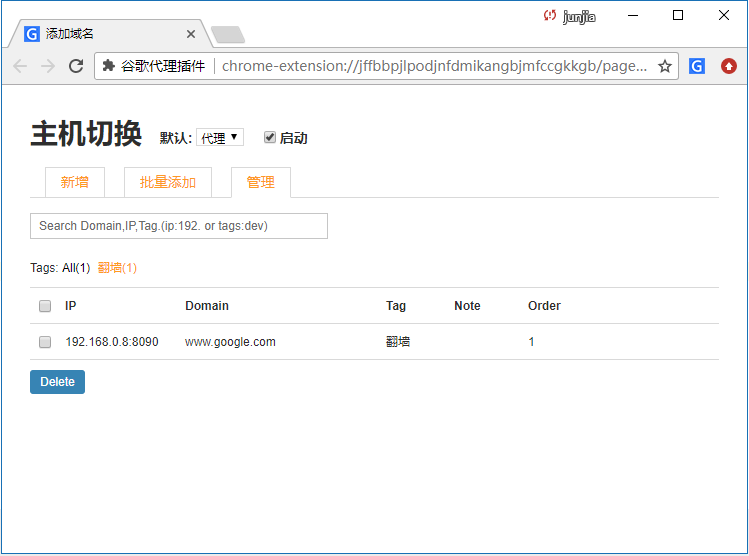 junjia
添加域名
谷歌代理插件 chrome-extension://jffbbpjlpodjnfdmikangbjmfccgkkgb/page...
主机切换 默认: 代理 启动
新增 批量添加 管理
Search Domain,IP,Tag.(ip:192. or tags:dev)
Tags: All(1) 翻墙(1)
IP Domain Tag Note Order
192.168.0.8:8090 www.google.com 翻墙 1
Delete